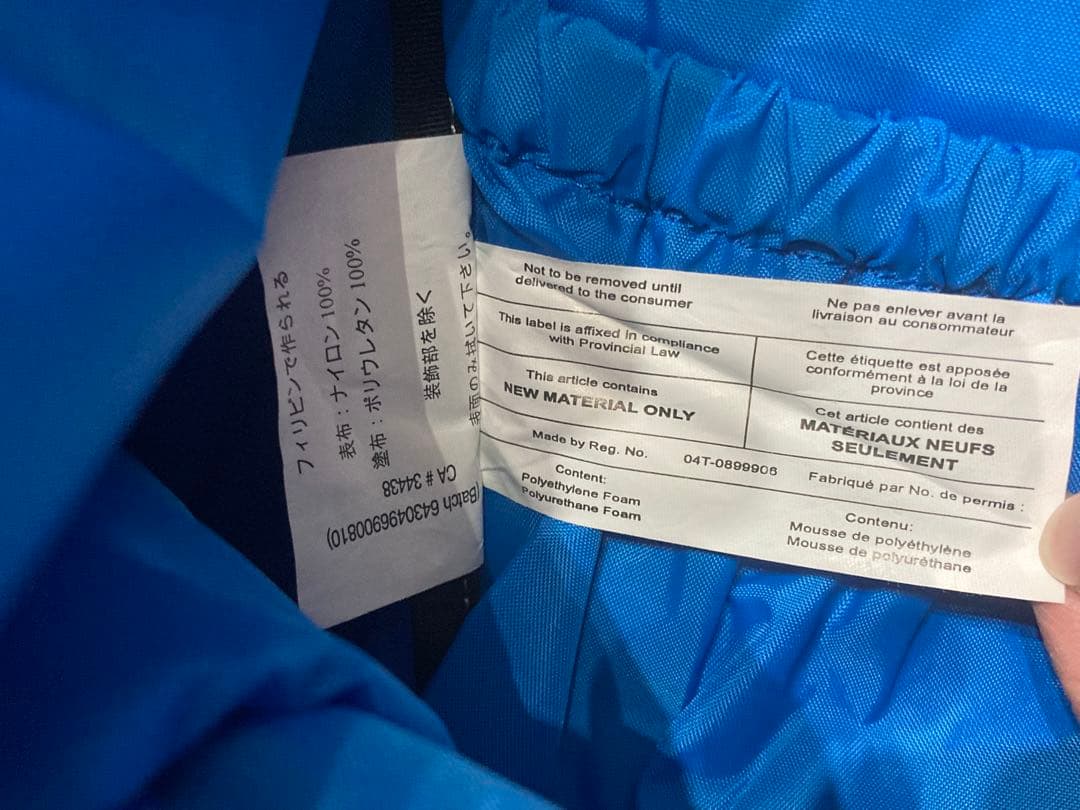 フィリピンで作られる
表布：ナイロン 100%
塗布：ポリウレタン 100%
装飾部を除く
表面のみ拭いて下さい。
CA # 34438
(Batch 6430496900810)
Not to be removed until
delivered to the consumer
Ne pas enlever avant la
livraison au consommateur
This label is affixed in compliance
with Provincial Law
Cette étiquette est apposée
conformément à la loi de la
province
This article contains
NEW MATERIAL ONLY
Cet article contient des
MATÉRIAUX NEUFS
SEULEMENT
Made by Reg. No. 04T-0899906 Fabriqué par No. de permis :
Content:
Polyethylene Foam
Polyurethane Foam
Contenu:
Mousse de polyéthylène
Mousse de polyuréthane